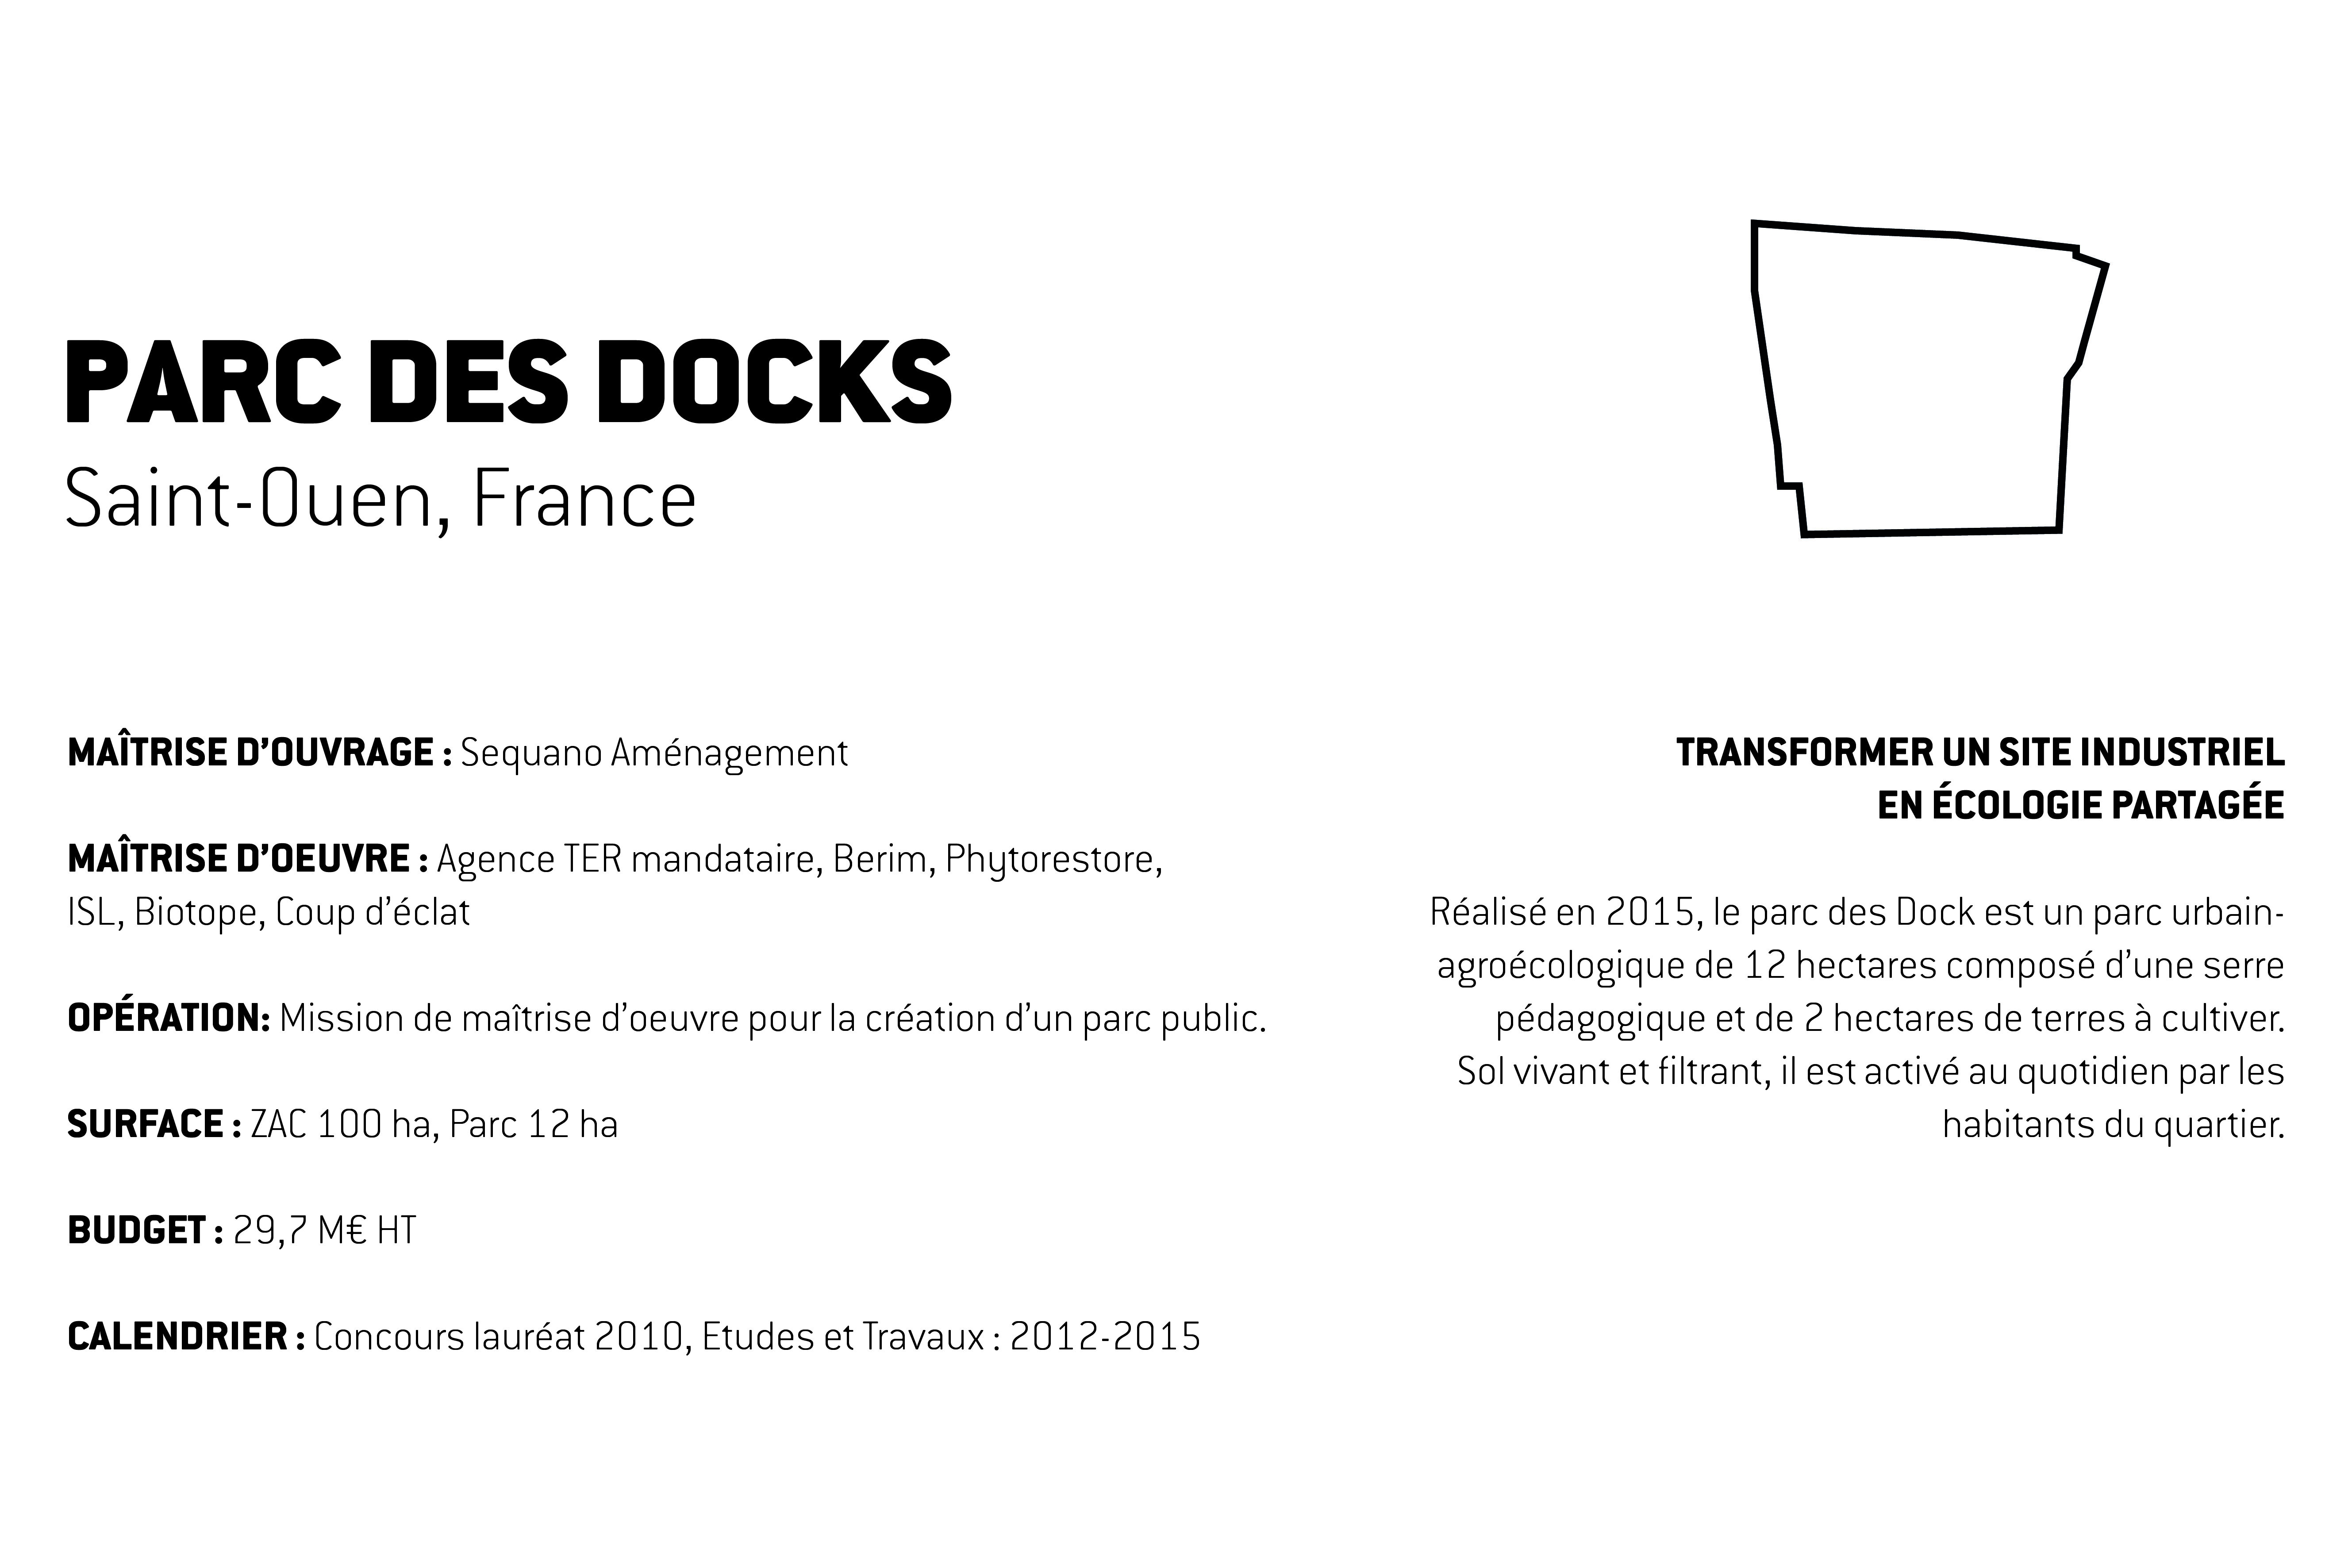 PARC DES DOCKS
Saint-Ouen, France
MAÎTRISE D’OUVRAGE : Sequano Aménagement
MAÎTRISE D’OEUVRE : Agence TER mandataire, Berim, Phytorestore,
ISL, Biotope, Coup d’éclat
OPÉRATION: Mission de maîtrise d’oeuvre pour la création d’un parc public.
SURFACE : ZAC 100 ha, Parc 12 ha
BUDGET : 29,7 M€ HT
CALENDRIER : Concours lauréat 2010, Etudes et Travaux : 2012-2015
TRANSFORMER UN SITE INDUSTRIEL
EN ÉCOLOGIE PARTAGÉE
Réalisé en 2015, le parc des Dock est un parc urbain-
agroécologique de 12 hectares composé d’une serre
pédagogique et de 2 hectares de terres à cultiver.
Sol vivant et filtrant, il est activé au quotidien par les
habitants du quartier.